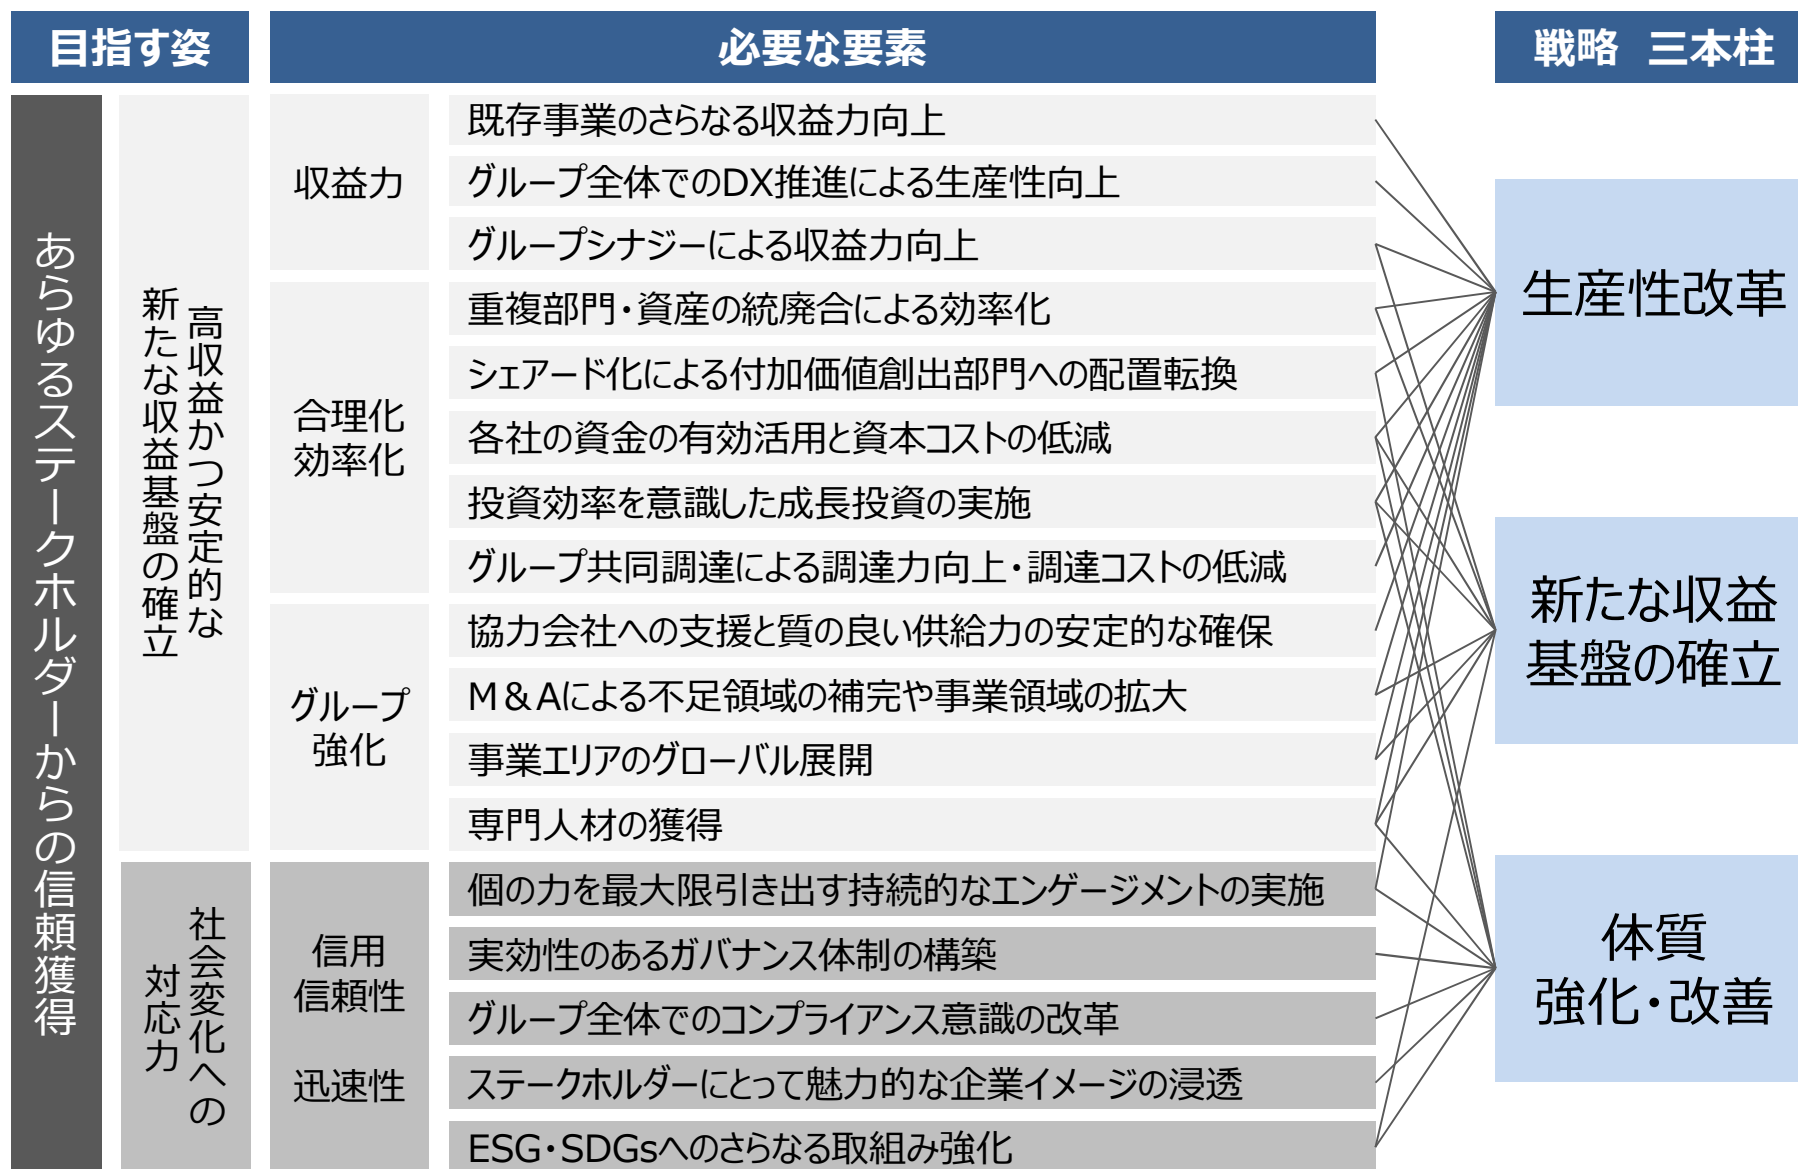 目指す姿
必要な要素
戦略　三本柱
あらゆるステークホルダーからの信頼獲得
高収益かつ安定的な
新たな収益基盤の確立
収益力
既存事業のさらなる収益力向上
グループ全体でのDX推進による生産性向上
グループシナジーによる収益力向上
合理化
効率化
重複部門・資産の統廃合による効率化
シェアード化による付加価値創出部門への配置転換
各社の資金の有効活用と資本コストの低減
投資効率を意識した成長投資の実施
グループ共同調達による調達力向上・調達コストの低減
グループ
強化
協力会社への支援と質の良い供給力の安定的な確保
M＆Aによる不足領域の補完や事業領域の拡大
事業エリアのグローバル展開
専門人材の獲得
社会変化への
対応力
信用
信頼性
迅速性
個の力を最大限引き出す持続的なエンゲージメントの実施
実効性のあるガバナンス体制の構築
グループ全体でのコンプライアンス意識の改革
ステークホルダーにとって魅力的な企業イメージの浸透
ESG・SDGsへのさらなる取組み強化
生産性改革
新たな収益
基盤の確立
体質
強化・改善